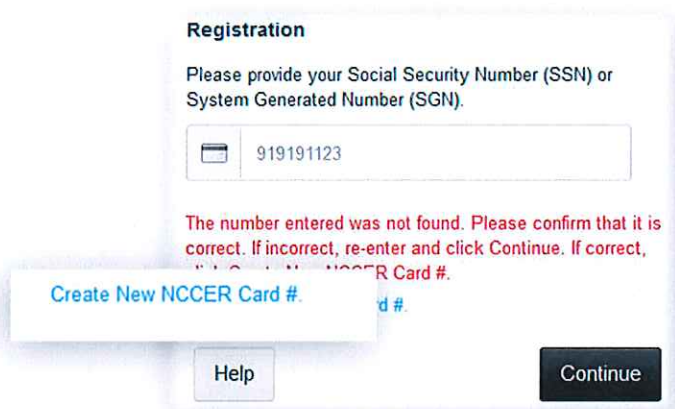 Registration
Please provide your Social Security Number (SSN) or
System Generated Number (SGN).
919191123
The number entered was not found. Please confirm that it is
correct. If incorrect, re-enter and click Continue. If correct,
R Card #.
Create New NCCER Card #.
d #.
Help
Continue